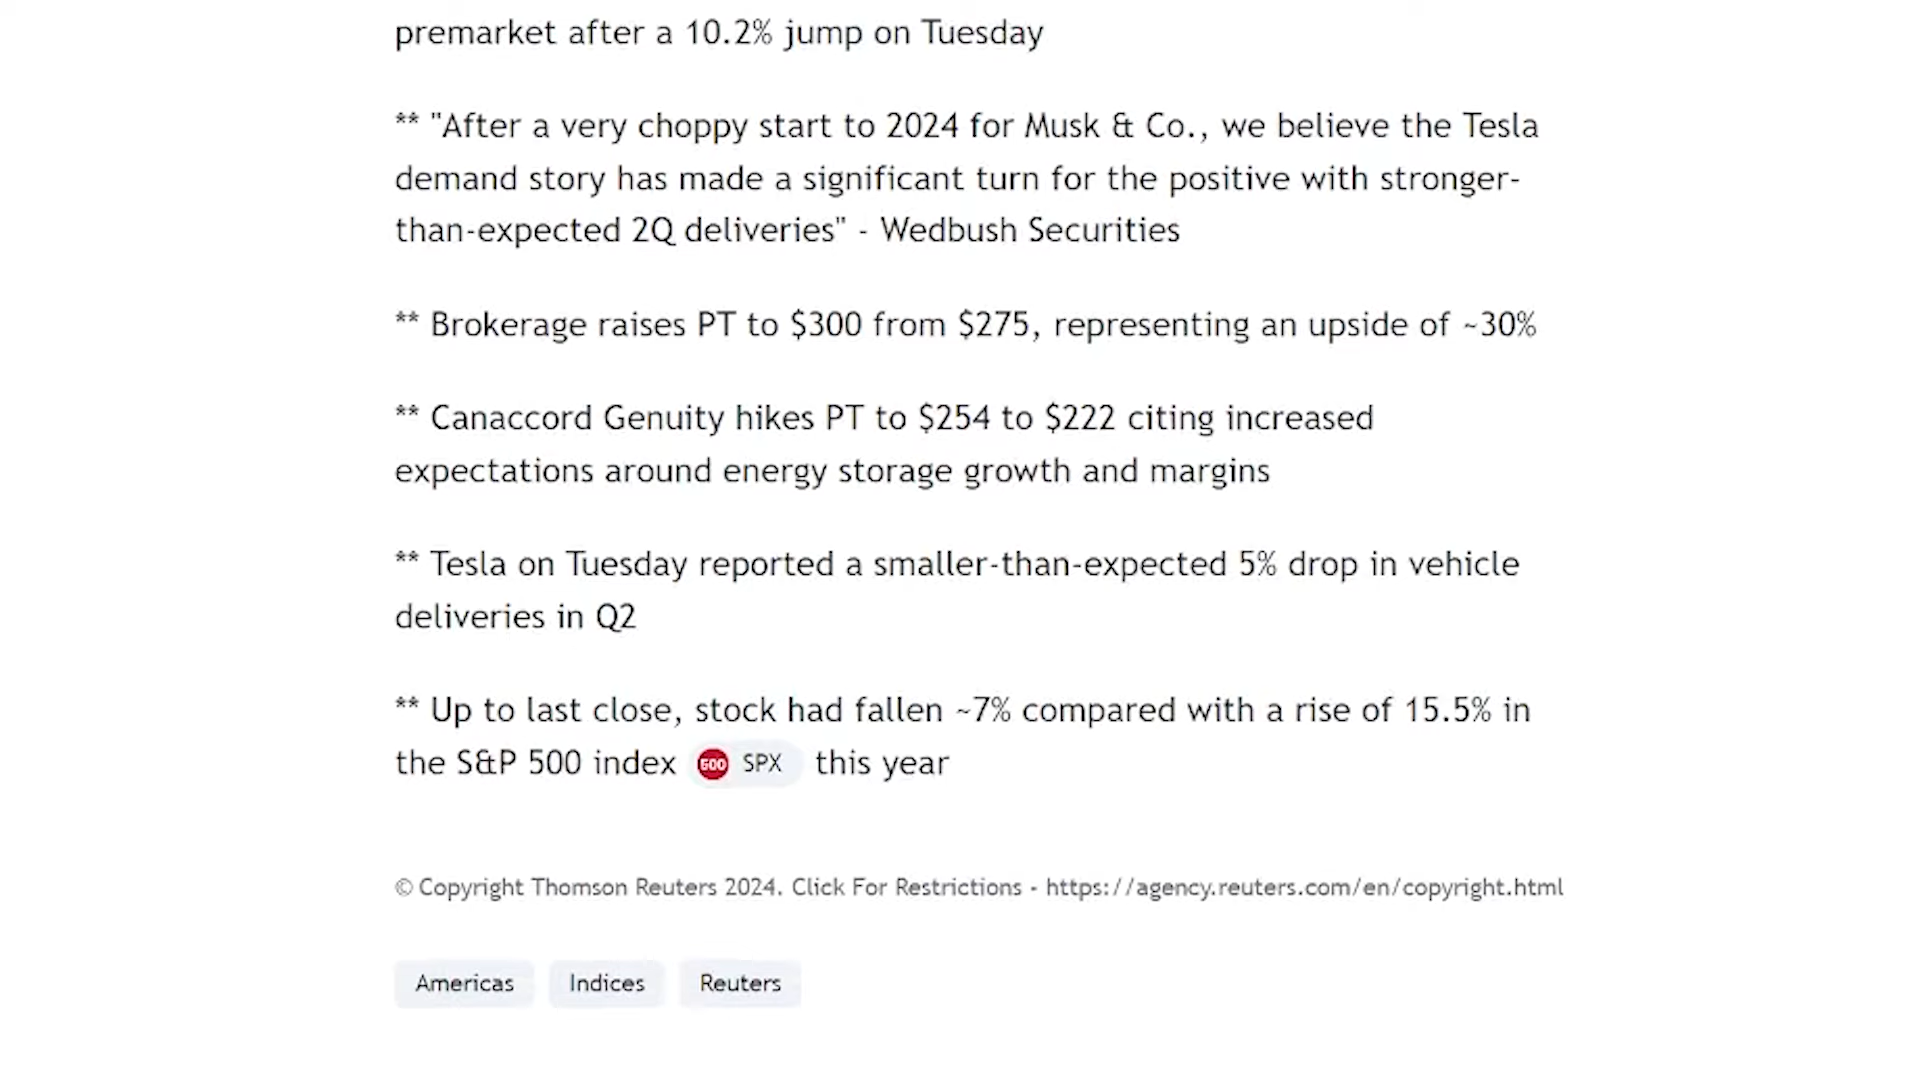 premarket after a 10.2% jump on Tuesday
** "After a very choppy start to 2024 for Musk & Co., we believe the Tesla
demand story has made a significant turn for the positive with stronger-
than-expected 2Q deliveries" - Wedbush Securities
** Brokerage raises PT to $300 from $275, representing an upside of ~30%
** Canaccord Genuity hikes PT to $254 to $222 citing increased
expectations around energy storage growth and margins
** Tesla on Tuesday reported a smaller-than-expected 5% drop in vehicle
deliveries in Q2
** Up to last close, stock had fallen ~7% compared with a rise of 15.5% in
the S&P 500 index 500 SPX this year
© Copyright Thomson Reuters 2024. Click For Restrictions - https://agency.reuters.com/en/copyright.html
Americas Indices Reuters